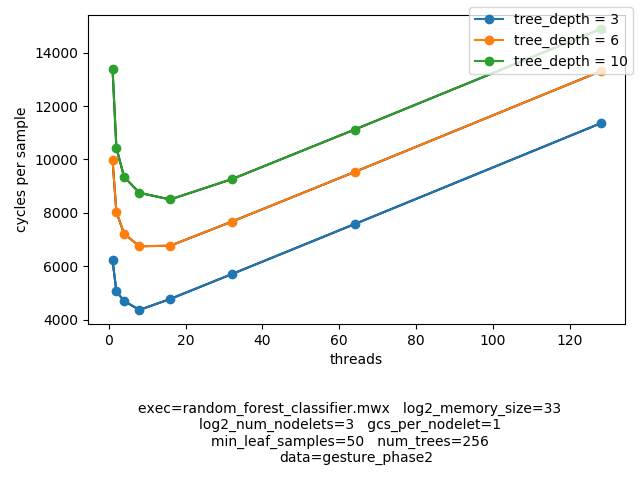 tree_depth = 3
tree_depth = 6
tree_depth = 10
14000
12000
10000
8000
6000
4000
cycles per sample
0 20 40 60 80 100 120
threads
exec=random_forest_classifier.mwx log2_memory_size=33
log2_num_nodelets=3 gcs_per_nodelet=1
min_leaf_samples=50 num_trees=256
data=gesture_phase2